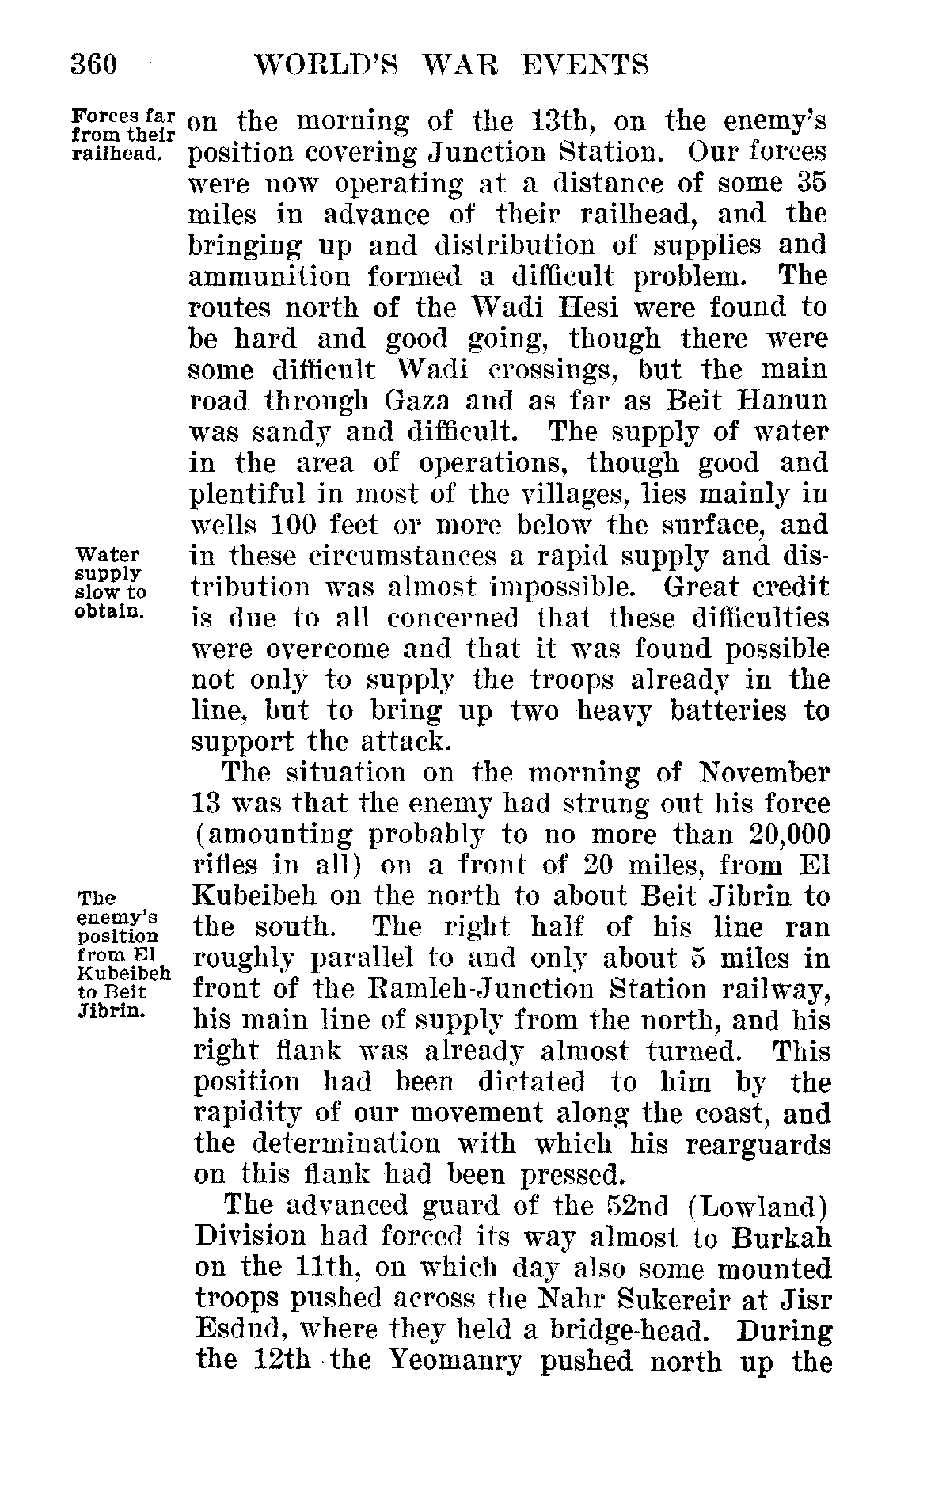 360 WORLD'S WAR EVENTS
Forces far
from their
railhead.
on the morning of the 13th, on the enemy's
position covering Junction Station. Our forces
were now operating at a distance of some 35
miles in advance of their railhead, and the
bringing up and distribution of supplies and
ammunition formed a difficult problem. The
routes north of the Wadi Hesi were found to
be hard and good going, though there were
some difficult Wadi crossings, but the main
road through Gaza and as far as Beit Hanun
was sandy and difficult. The supply of water
in the area of operations, though good and
plentiful in most of the villages, lies mainly in
wells 100 feet or more below the surface, and
Water
supply
slow to
obtain.
in these circumstances a rapid supply and dis-
tribution was almost impossible. Great credit
is due to all concerned that these difficulties
were overcome and that it was found possible
not only to supply the troops already in the
line, but to bring up two heavy batteries to
support the attack.
The situation on the morning of November
13 was that the enemy had strung out his force
(amounting probably to no more than 20,000
rifles in all) on a front of 20 miles, from El
The
enemy's
position
from El
Kubeibeh
to Beit
Jibrin.
Kubeibeh on the north to about Beit Jibrin to
the south. The right half of his line ran
roughly parallel to and only about 5 miles in
front of the Ramleh-Junction Station railway,
his main line of supply from the north, and his
right flank was already almost turned. This
position had been dictated to him by the
rapidity of our movement along the coast, and
the determination with which his rearguards
on this flank had been pressed.
The advanced guard of the 52nd (Lowland)
Division had forced its way almost to Burkah
on the 11th, on which day also some mounted
troops pushed across the Nahr Sukereir at Jisr
Esdud, where they held a bridge-head. During
the 12th the Yeomanry pushed north up the